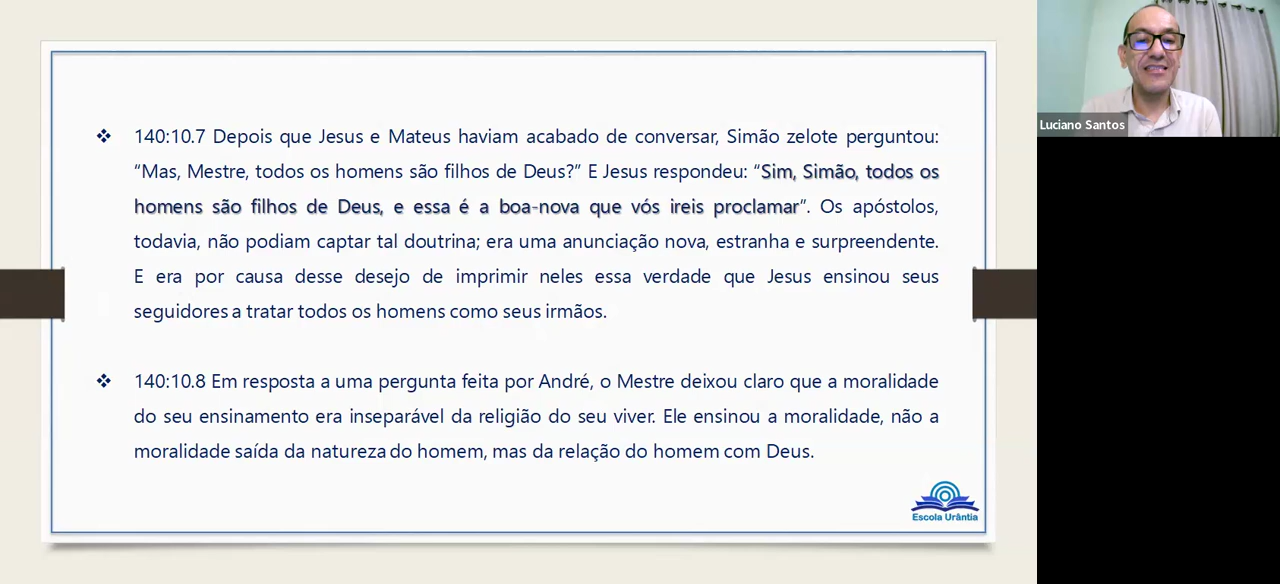 140:10.7 Depois que Jesus e Mateus haviam acabado de conversar, Simão zelote perguntou:
“Mas, Mestre, todos os homens são filhos de Deus?” E Jesus respondeu: “Sim, Simão, todos os
homens são filhos de Deus, e essa é a boa-nova que vós ireis proclamar”. Os apóstolos,
todavia, não podiam captar tal doutrina; era uma anunciação nova, estranha e surpreendente.
E era por causa desse desejo de imprimir neles essa verdade que Jesus ensinou seus
seguidores a tratar todos os homens como seus irmãos.
140:10.8 Em resposta a uma pergunta feita por André, o Mestre deixou claro que a moralidade
do seu ensinamento era inseparável da religião do seu viver. Ele ensinou a moralidade, não a
moralidade saída da natureza do homem, mas da relação do homem com Deus.
Escola Urântia
Luciano Santos